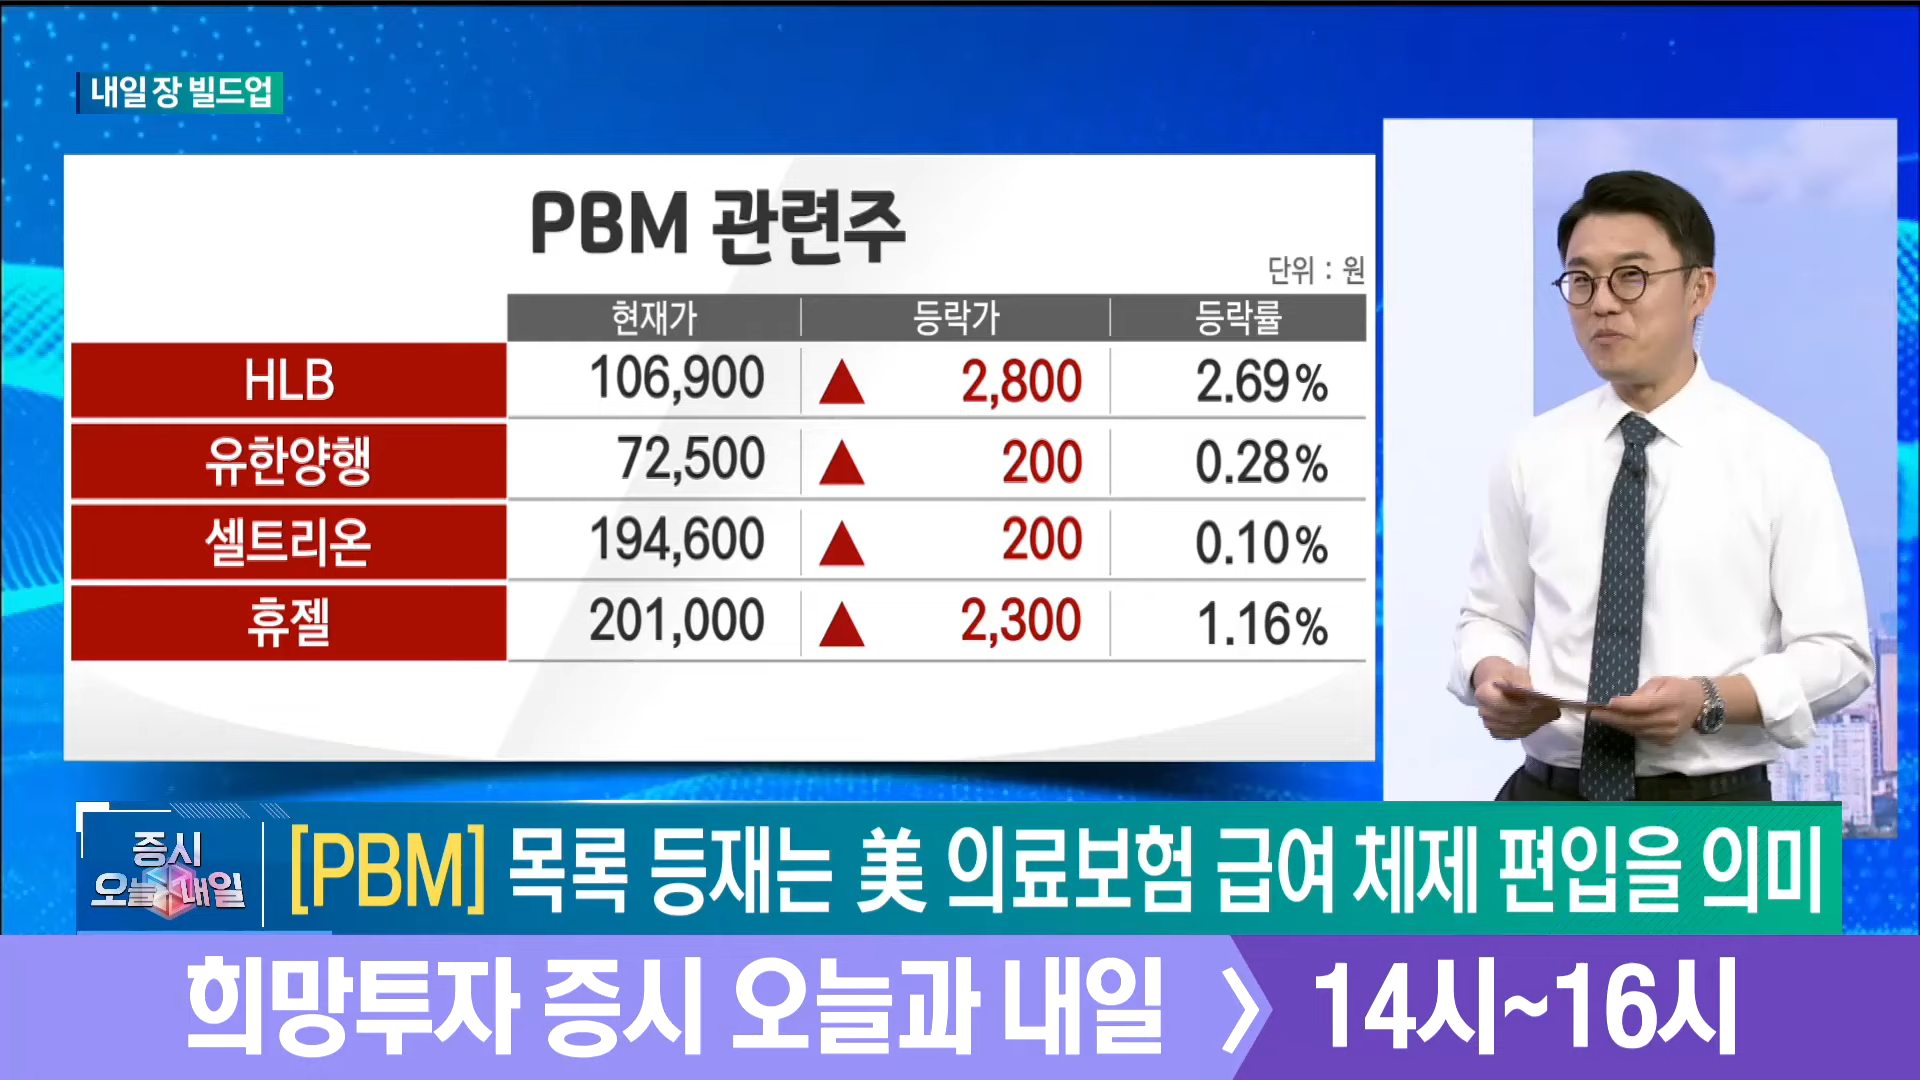 내일 장 빌드업
PBM 관련주
단위 : 원
현재가 등락가 등락률
HLB 106,900 ▲ 2,800 2.69%
유한양행 72,500 ▲ 200 0.28%
셀트리온 194,600 ▲ 200 0.10%
휴젤 201,000 ▲ 2,300 1.16%
증시
오늘 내일
[PBM] 목록 등재는 美 의료보험 급여 체제 편입을 의미
희망투자 증시 오늘과 내일 > 14시~16시